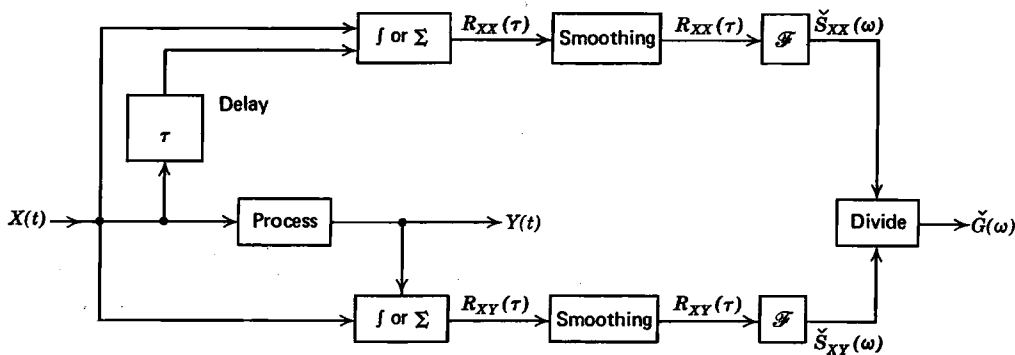 ∫ or Σ
R_XX(τ)
Smoothing
R_XX(τ)
ℱ
Š_XX(ω)
Delay
τ
X(t)
Process
Y(t)
Divide
Ğ(ω)
∫ or Σ
R_XY(τ)
Smoothing
R_XY(τ)
ℱ
Š_XY(ω)